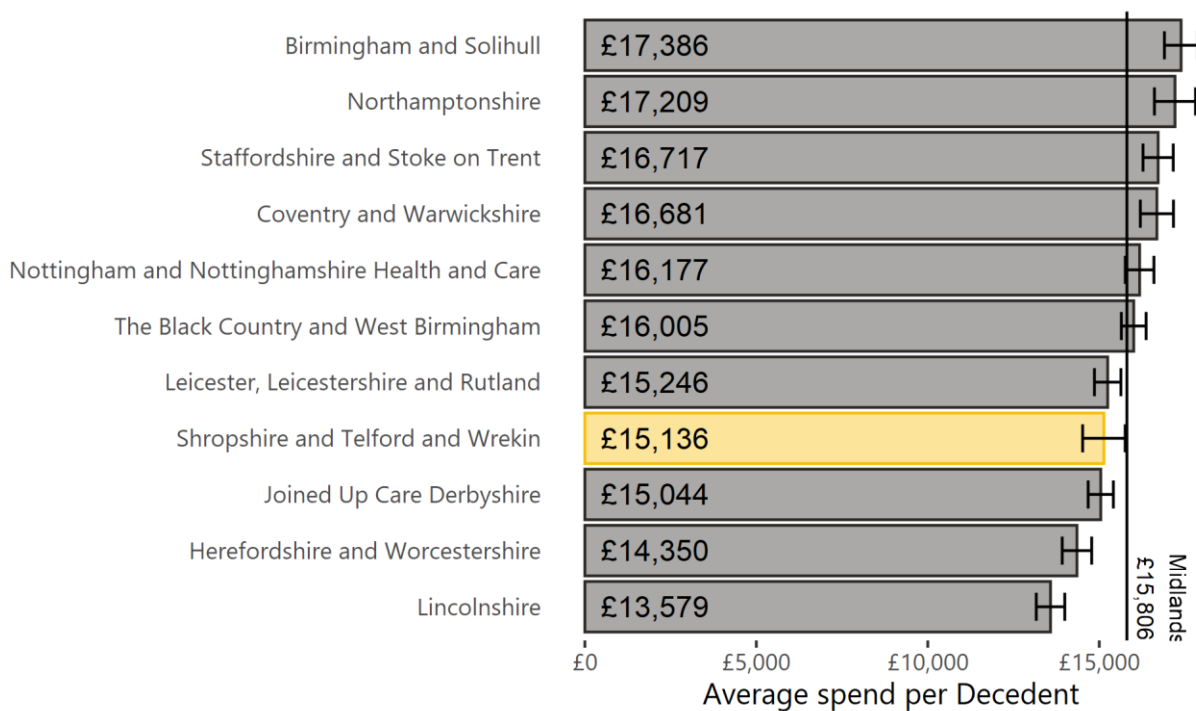 Birmingham and Solihull £17,386
Northamptonshire £17,209
Staffordshire and Stoke on Trent £16,717
Coventry and Warwickshire £16,681
Nottingham and Nottinghamshire Health and Care £16,177
The Black Country and West Birmingham £16,005
Leicester, Leicestershire and Rutland £15,246
Shropshire and Telford and Wrekin £15,136
Joined Up Care Derbyshire £15,044
Herefordshire and Worcestershire £14,350
Lincolnshire £13,579
Midlands
£15,806
£0 £5,000 £10,000 £15,000
Average spend per Decedent